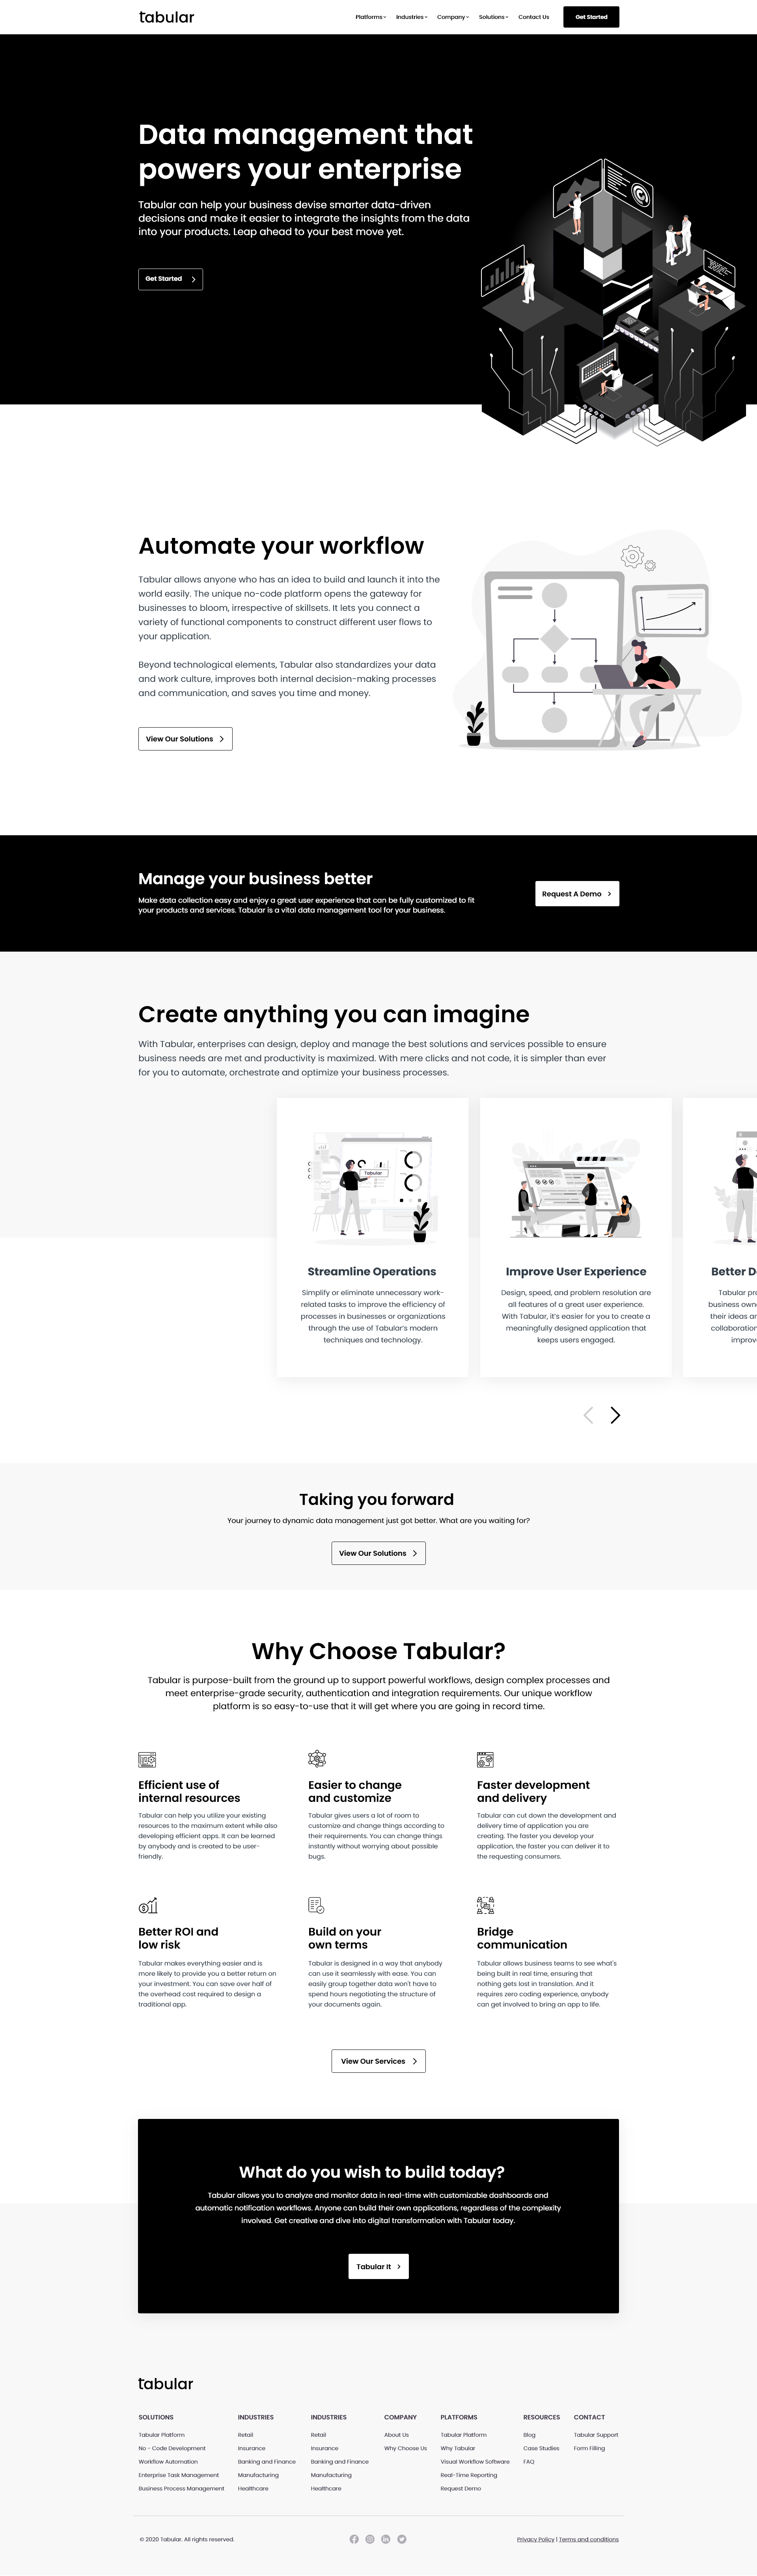 tabular
Platforms Industries Company Solutions Contact Us Get Started
Data management that
powers your enterprise
Tabular can help your business devise smarter data-driven
decisions and make it easier to integrate the insights from the data
into your products. Leap ahead to your best move yet.
Get Started
Automate your workflow
Tabular allows anyone who has an idea to build and launch it into the
world easily. The unique no-code platform opens the gateway for
businesses to bloom, irrespective of skillsets. It lets you connect a
variety of functional components to construct different user flows to
your application.
Beyond technological elements, Tabular also standardizes your data
and work culture, improves both internal decision-making processes
and communication, and saves you time and money.
View Our Solutions
Manage your business better
Make data collection easy and enjoy a great user experience that can be fully customized to fit
your products and services. Tabular is a vital data management tool for your business.
Request A Demo
Create anything you can imagine
With Tabular, enterprises can design, deploy and manage the best solutions and services possible to ensure
business needs are met and productivity is maximized. With mere clicks and not code, it is simpler than ever
for you to automate, orchestrate and optimize your business processes.
Tabular
Streamline Operations
Simplify or eliminate unnecessary work-
related tasks to improve the efficiency of
processes in businesses or organizations
through the use of Tabular's modern
techniques and technology.
Improve User Experience
Design, speed, and problem resolution are
all features of a great user experience.
With Tabular, it's easier for you to create a
meaningfully designed application that
keeps users engaged.
Better D
Tabular pr
business own
their ideas a
collaboration
improv
Taking you forward
Your journey to dynamic data management just got better. What are you waiting for?
View Our Solutions
Why Choose Tabular?
Tabular is purpose-built from the ground up to support powerful workflows, design complex processes and
meet enterprise-grade security, authentication and integration requirements. Our unique workflow
platform is so easy-to-use that it will get where you are going in record time.
Efficient use of
internal resources
Tabular can help you utilize your existing
resources to the maximum extent while also
developing efficient apps. It can be learned
by anybody and is created to be user-
friendly.
Easier to change
and customize
Tabular gives users a lot of room to
customize and change things according to
their requirements. You can change things
instantly without worrying about possible
bugs.
Faster development
and delivery
Tabular can cut down the development and
delivery time of application you are
creating. The faster you develop your
application, the faster you can deliver it to
the requesting consumers.
Better ROI and
low risk
Tabular makes everything easier and is
more likely to provide you a better return on
your investment. You can save over half of
the overhead cost required to design a
traditional app.
Build on your
own terms
Tabular is designed in a way that anybody
can use it seamlessly with ease. You can
easily group together data won't have to
spend hours negotiating the structure of
your documents again.
Bridge
communication
Tabular allows business teams to see what's
being built in real time, ensuring that
nothing gets lost in translation. And it
requires zero coding experience, anybody
can get involved to bring an app to life.
View Our Services
What do you wish to build today?
Tabular allows you to analyze and monitor data in real-time with customizable dashboards and
automatic notification workflows. Anyone can build their own applications, regardless of the complexity
involved. Get creative and dive into digital transformation with Tabular today.
Tabular It
tabular
SOLUTIONS
Tabular Platform
No - Code Development
Workflow Automation
Enterprise Task Management
Business Process Management
INDUSTRIES
Retail
Insurance
Banking and Finance
Manufacturing
Healthcare
INDUSTRIES
Retail
Insurance
Banking and Finance
Manufacturing
Healthcare
COMPANY
About Us
Why Choose Us
PLATFORMS
Tabular Platform
Why Tabular
Visual Workflow Software
Real-Time Reporting
Request Demo
RESOURCES
Blog
Case Studies
FAQ
CONTACT
Tabular Support
Form Filling
© 2020 Tabular. All rights reserved.
Privacy Policy | Terms and conditions